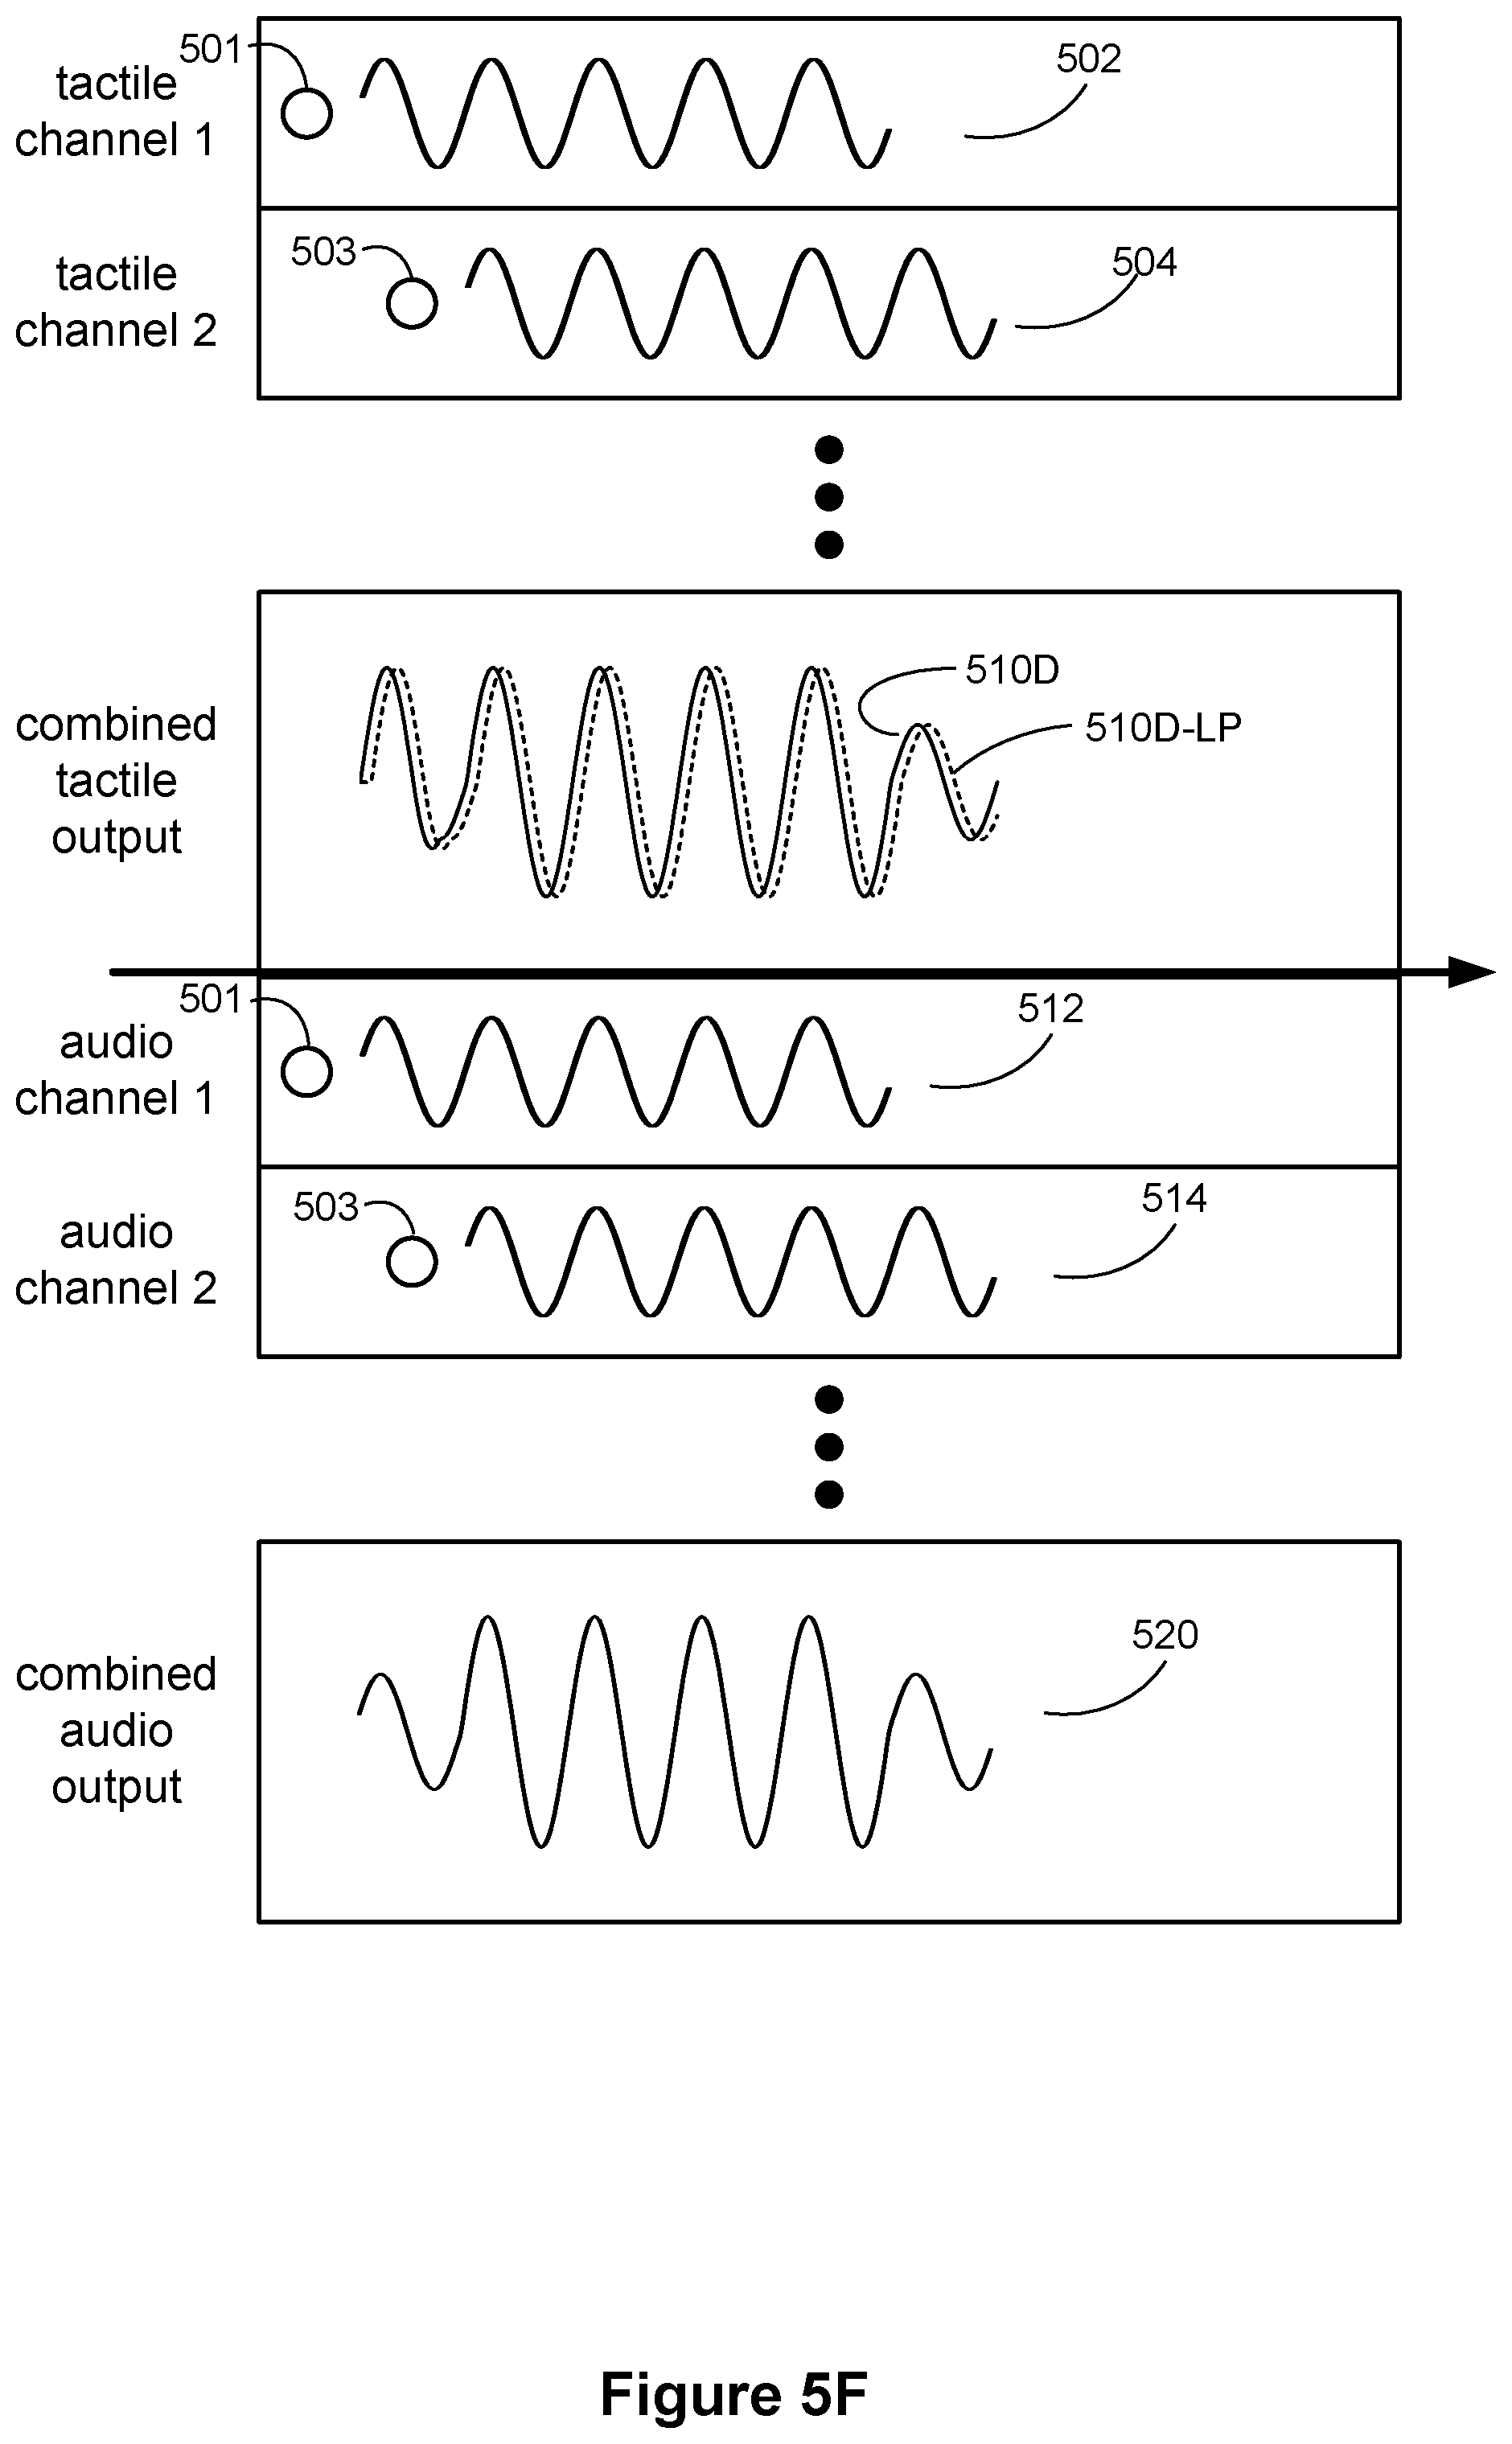 501
tactile
channel 1
502
503
tactile
channel 2
504
combined
tactile
output
510D
510D-LP
501
audio
channel 1
512
503
audio
channel 2
514
combined
audio
output
520
Figure 5F